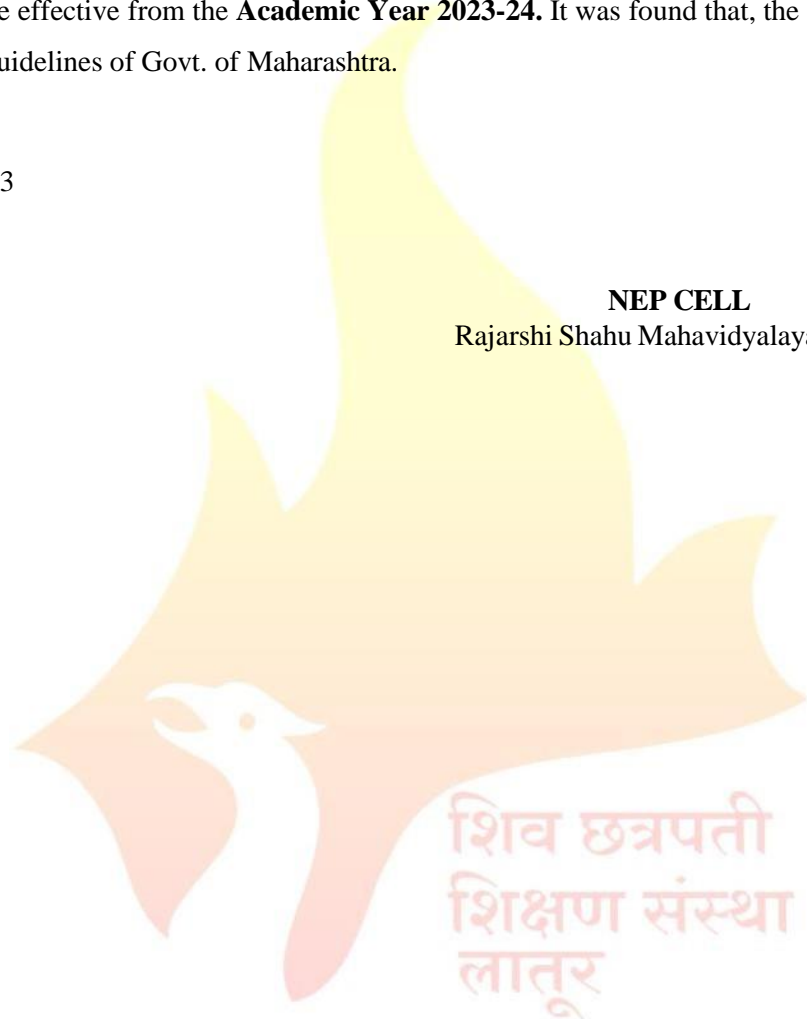 e effective from the Academic Year 2023-24. It was found that, the
uidelines of Govt. of Maharashtra.
3
NEP CELL
Rajarshi Shahu Mahavidyalaya
शिव छत्रपती
शिक्षण संस्था
लातूर